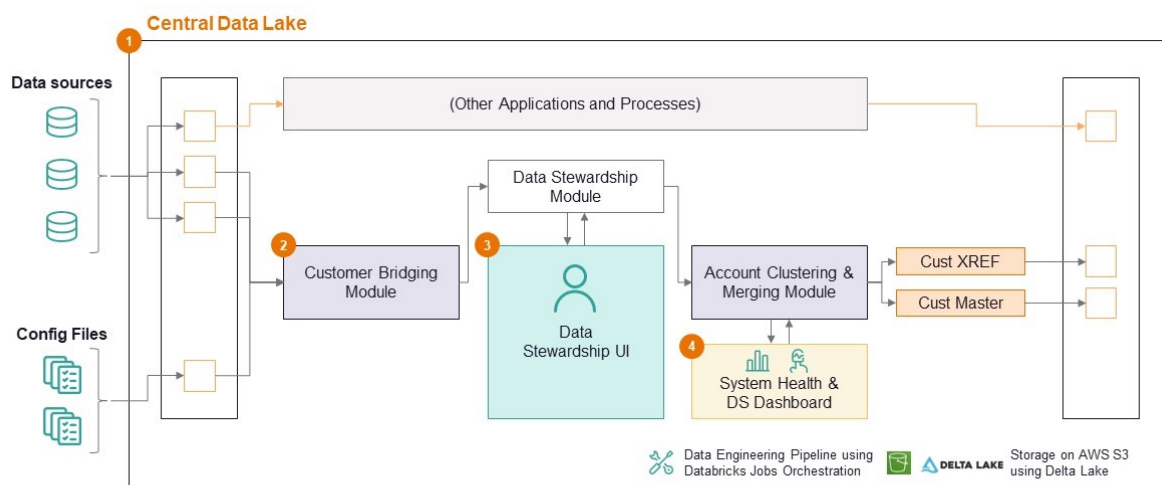 Central Data Lake
1
Data sources
(Other Applications and Processes)
Data Stewardship
Module
2
Customer Bridging
Module
3
Data
Stewardship UI
Account Clustering &
Merging Module
Cust XREF
Cust Master
4
System Health &
DS Dashboard
Config Files
Data Engineering Pipeline using
Databricks Jobs Orchestration
DELTA LAKE
Storage on AWS S3
using Delta Lake